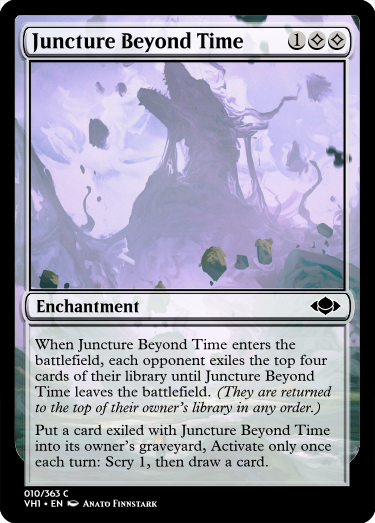 Juncture Beyond Time 1
Enchantment
When Juncture Beyond Time enters the
battlefield, each opponent exiles the top four
cards of their library until Juncture Beyond
Time leaves the battlefield. (They are returned
to the top of their owner's library in any order.)
Put a card exiled with Juncture Beyond Time
into its owner's graveyard, Activate only once
each turn: Scry 1, then draw a card.
010/363 C
VH1 • EN Anato Finnstark